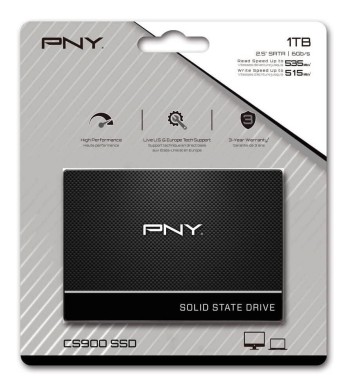 PNY.
1TB
2.5" SATA | 6Gb/s
Read Speed up to
535
Write Speed up to
515
High Performance
Live US & Europe Tech Support
3-Year Warranty
3
PNY.
SOLID STATE DRIVE
CS900 SSD